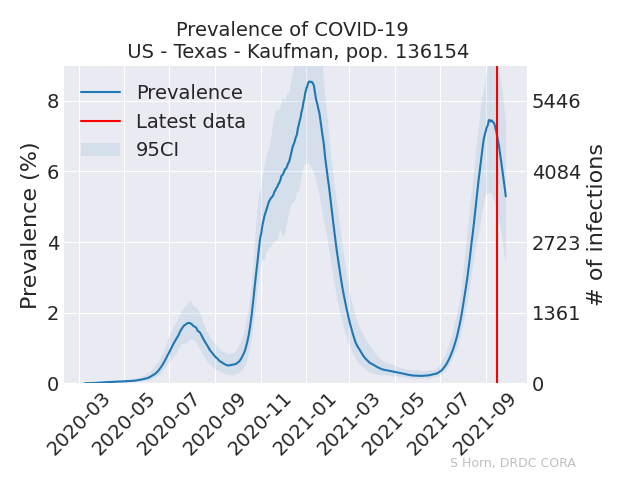 Prevalence of COVID-19
US - Texas - Kaufman, pop. 136154
Prevalence
Latest data
95CI
Prevalence (%)
8
6
4
2
0
5446
4084
2723
1361
0
# of infections
2020-03
2020-05
2020-07
2020-09
2020-11
2021-01
2021-03
2021-05
2021-07
2021-09
S Horn, DRDC CORA